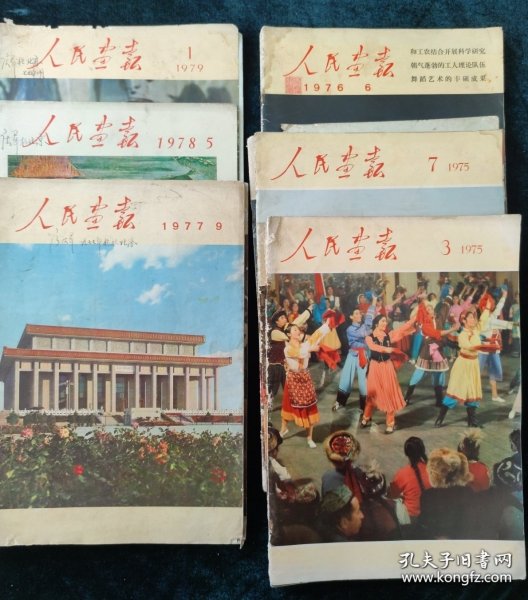 人民画报
1
1979
人民画报
1978 5
人民画报
1977 9
人民画报
1976 6
和工农结合开展科学研究
朝气蓬勃的工人理论队伍
舞蹈艺术的丰硕成果
人民画报
7 1975
人民画报
3 1975
孔夫子旧书网
www.kongfz.com